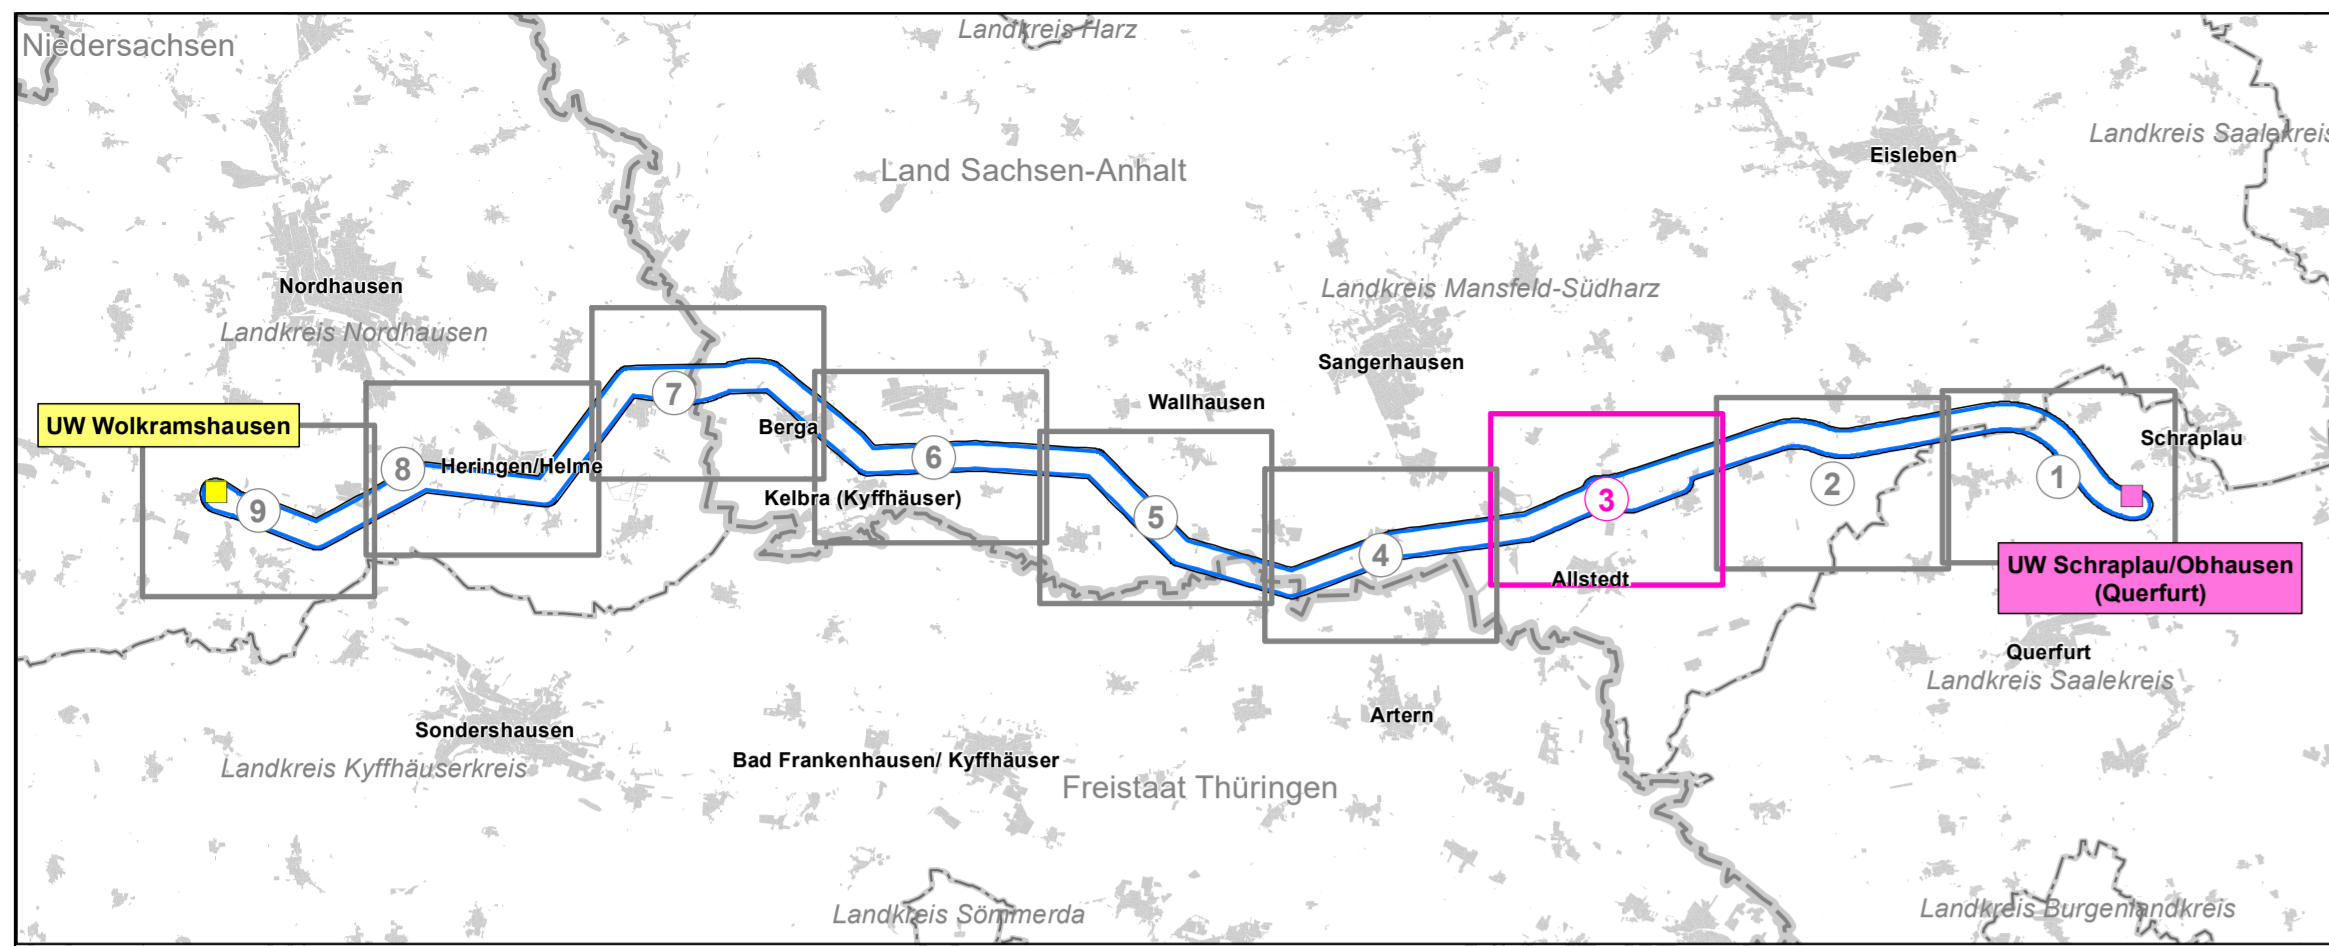 Niedersachsen
Landkreis Harz
Landkreis Saalekreis
Eisleben
Land Sachsen-Anhalt
Nordhausen
Landkreis Mansfeld-Südharz
Landkreis Nordhausen
Sangerhausen
7
Wallhausen
UW Wolkramshausen
Berga
Schraplau
6
8
Heringen/Helme
1
2
Kelbra (Kyffhäuser)
3
9
5
4
UW Schraplau/Obhausen
(Querfurt)
Allstedt
Querfurt
Landkreis Saalekreis
Artern
Sondershausen
Bad Frankenhausen/ Kyffhäuser
Landkreis Kyffhäuserkreis
Freistaat Thüringen
Landkreis Sömmerda
Landkreis Burgenlandkreis